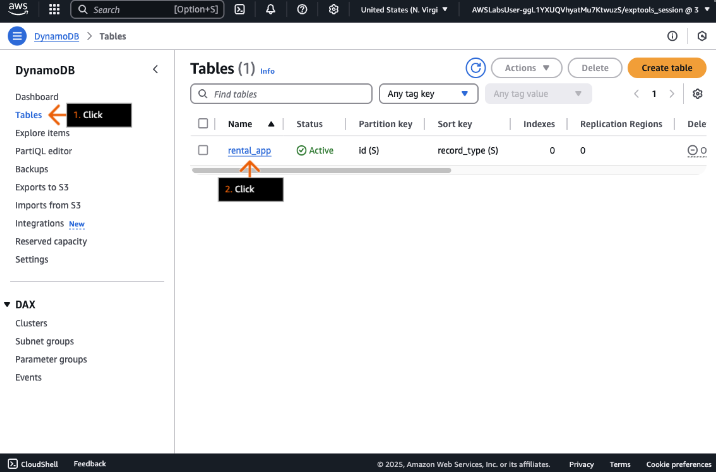 aws
Search [Option+S] United States (N. Virgi AWSLabsUser-ggL1YXUQVhyatMu7KtwuzS/exptools_session @ 3
DynamoDB > Tables
DynamoDB
Dashboard
Tables
1. Click
Explore items
PartiQL editor
Backups
Exports to S3
Imports from S3
Integrations New
Reserved capacity
Settings
DAX
Clusters
Subnet groups
Parameter groups
Events
Tables (1) Info
Actions Delete Create table
Find tables Any tag key Any tag value 1
Name Status Partition key Sort key Indexes Replication Regions Dele
rental_app Active id (S) record_type (S) 0 0 O
2. Click
CloudShell Feedback © 2025, Amazon Web Services, Inc. or its affiliates. Privacy Terms Cookie preferences